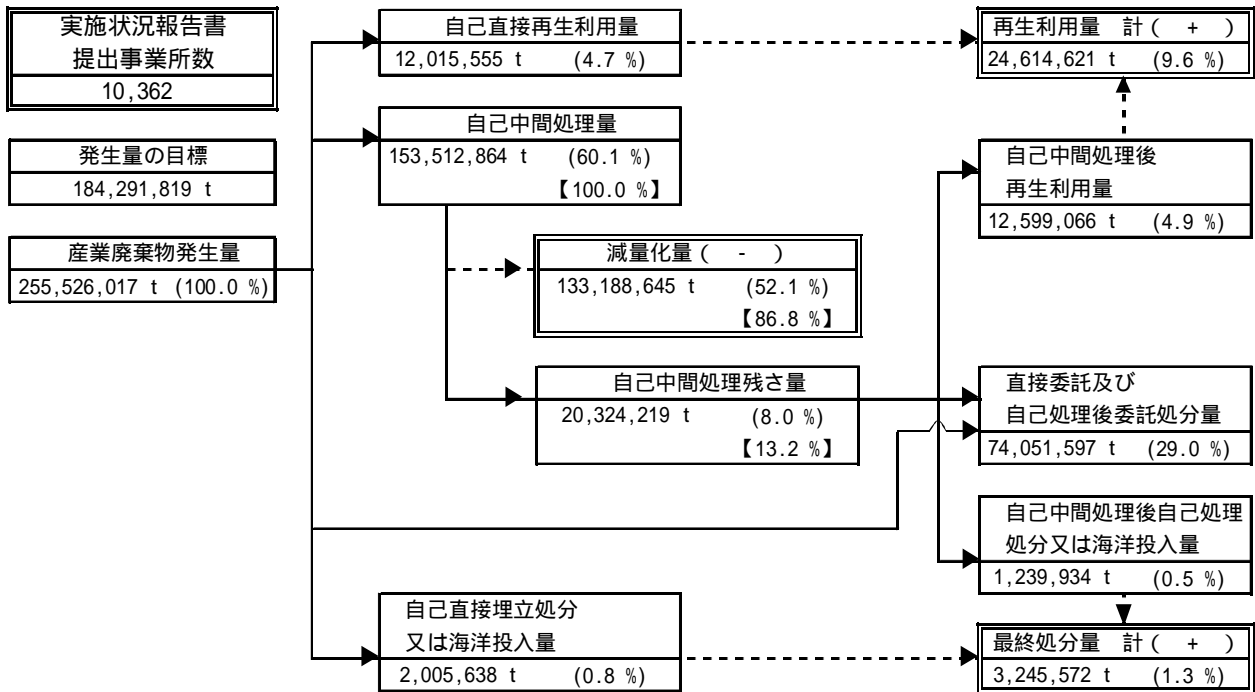 実施状況報告書
提出事業所数
10,362
発生量の目標
184,291,819 t
産業廃棄物発生量
255,526,017 t (100.0 %)
自己直接再生利用量
12,015,555 t (4.7 %)
自己中間処理量
153,512,864 t (60.1 %)
【100.0 %】
減量化量 ( - )
133,188,645 t (52.1 %)
【86.8 %】
自己中間処理残さ量
20,324,219 t (8.0 %)
【13.2 %】
自己直接埋立処分
又は海洋投入量
2,005,638 t (0.8 %)
再生利用量 計 ( + )
24,614,621 t (9.6 %)
自己中間処理後
再生利用量
12,599,066 t (4.9 %)
直接委託及び
自己処理後委託処分量
74,051,597 t (29.0 %)
自己中間処理後自己処理
処分又は海洋投入量
1,239,934 t (0.5 %)
最終処分量 計 ( + )
3,245,572 t (1.3 %)